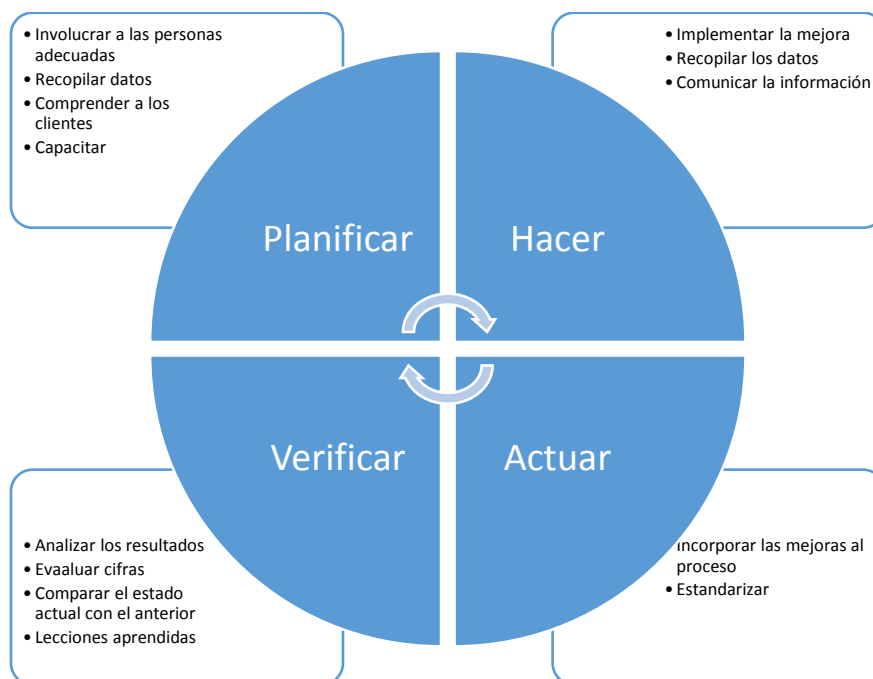 • Involucrar a las personas
adecuadas
• Recopilar datos
• Comprender a los
clientes
• Capacitar
• Implementar la mejora
• Recopilar los datos
• Comunicar la información
Planificar
Hacer
Verificar
Actuar
• Analizar los resultados
• Evaaluar cifras
• Comparar el estado
actual con el anterior
• Lecciones aprendidas
Incorporar las mejoras al
proceso
• Estandarizar